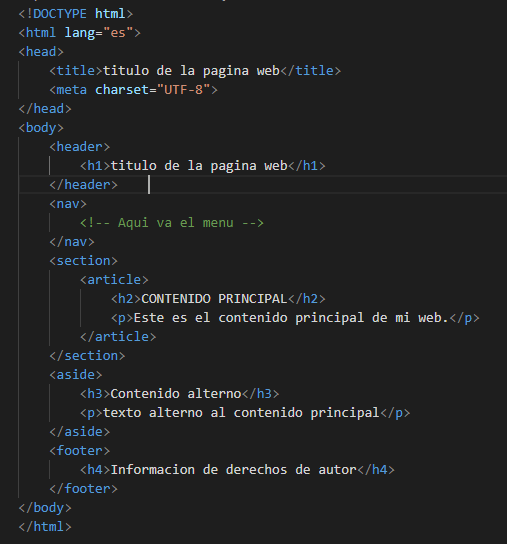 <!DOCTYPE html>
<html lang="es">
<head>
    <title>titulo de la pagina web</title>
    <meta charset="UTF-8">
</head>
<body>
    <header>
        <h1>titulo de la pagina web</h1>
    </header>
    <nav>
        <!-- Aqui va el menu -->
    </nav>
    <section>
        <article>
            <h2>CONTENIDO PRINCIPAL</h2>
            <p>Este es el contenido principal de mi web.</p>
        </article>
    </section>
    <aside>
        <h3>Contenido alterno</h3>
        <p>texto alterno al contenido principal</p>
    </aside>
    <footer>
        <h4>Informacion de derechos de autor</h4>
    </footer>
</body>
</html>